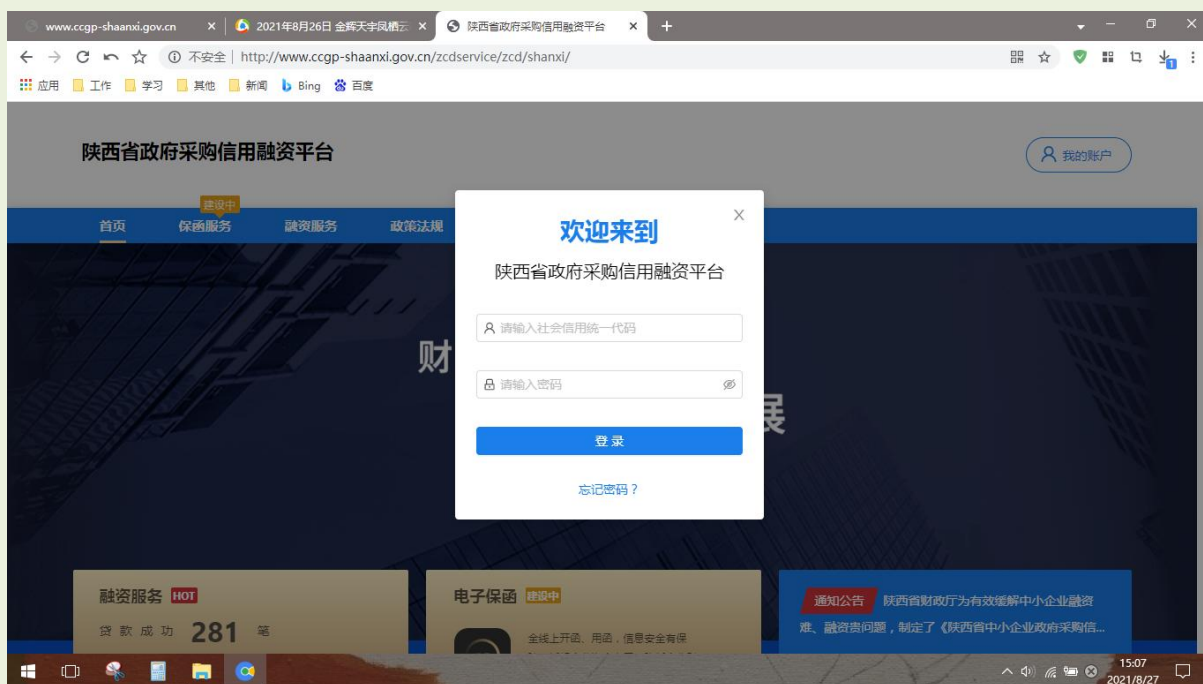 www.ccgp-shaanxi.gov.cn
2021年8月26日 金辉天宇凤栖云
陕西省政府采购信用融资平台
不安全 | http://www.ccgp-shaanxi.gov.cn/zcdservice/zcd/shanxi/
应用 工作 学习 其他 新闻 Bing 百度
陕西省政府采购信用融资平台
我的账户
建设中
首页 保函服务 融资服务 政策法规
欢迎来到
陕西省政府采购信用融资平台
请输入社会信用统一代码
财
请输入密码
展
登录
忘记密码？
融资服务 HOT
贷款成功 281 笔
电子保函 建设中
全线上开函、用函，信息安全有保
通知公告 陕西省财政厅为有效缓解中小企业融资
难、融资贵问题，制定了《陕西省中小企业政府采购信...
1
15:07
2021/8/27